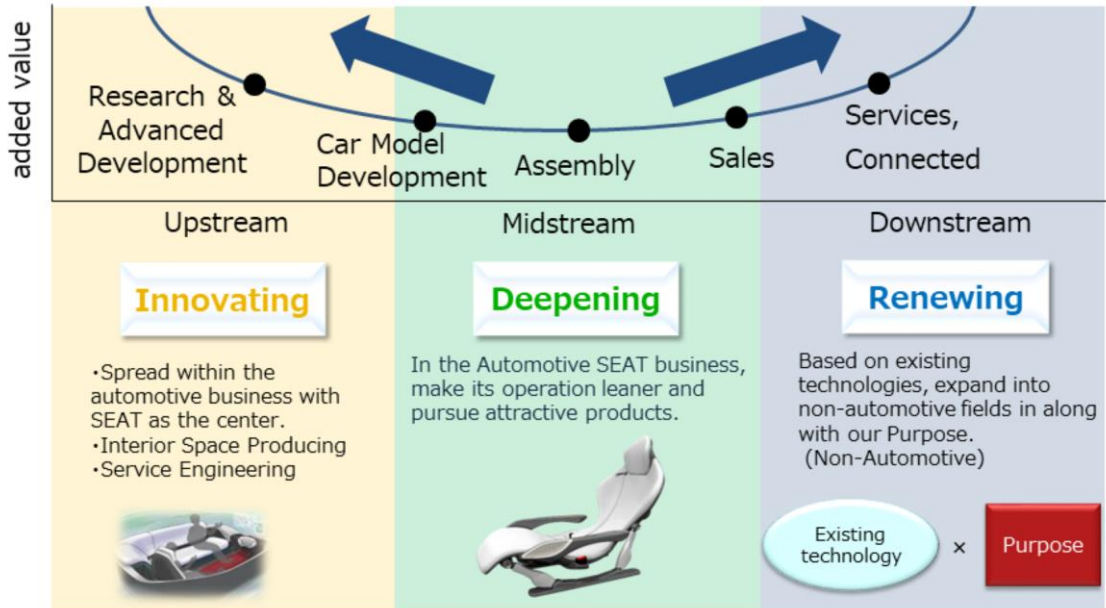 added value
Research &
Advanced
Development
Car Model
Development
Assembly
Sales
Services,
Connected
Upstream
Midstream
Downstream
Innovating
Deepening
Renewing
・Spread within the
automotive business with
SEAT as the center.
・Interior Space Producing
・Service Engineering
In the Automotive SEAT business,
make its operation leaner and
pursue attractive products.
Based on existing
technologies, expand into
non-automotive fields in along
with our Purpose.
(Non-Automotive)
Existing
technology
×
Purpose